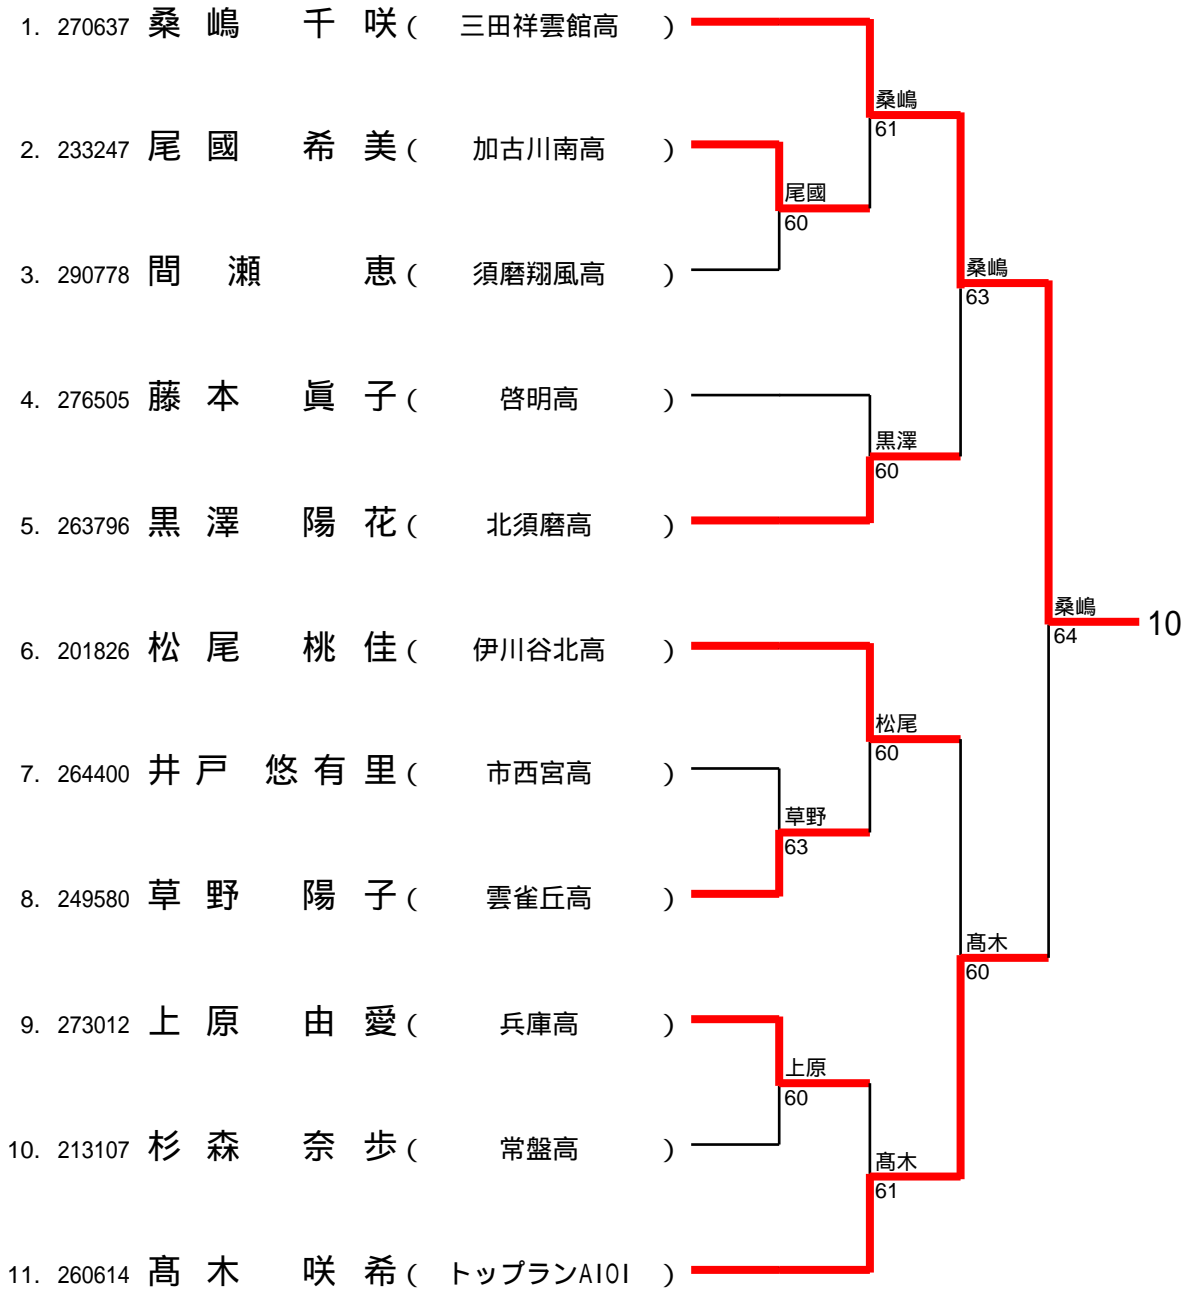 1. 270637 桑嶋 千咲 ( 三田祥雲館高 )
桑嶋
61
2. 233247 尾國 希美 ( 加古川南高 )
尾國
60
3. 290778 間瀬 恵 ( 須磨翔風高 )
桑嶋
63
4. 276505 藤本 眞子 ( 啓明高 )
黒澤
60
5. 263796 黒澤 陽花 ( 北須磨高 )
桑嶋
64
10
6. 201826 松尾 桃佳 ( 伊川谷北高 )
松尾
60
7. 264400 井戸 悠有里 ( 市西宮高 )
草野
63
8. 249580 草野 陽子 ( 雲雀丘高 )
髙木
60
9. 273012 上原 由愛 ( 兵庫高 )
上原
60
10. 213107 杉森 奈歩 ( 常盤高 )
髙木
61
11. 260614 髙木 咲希 ( トップランAIOI )